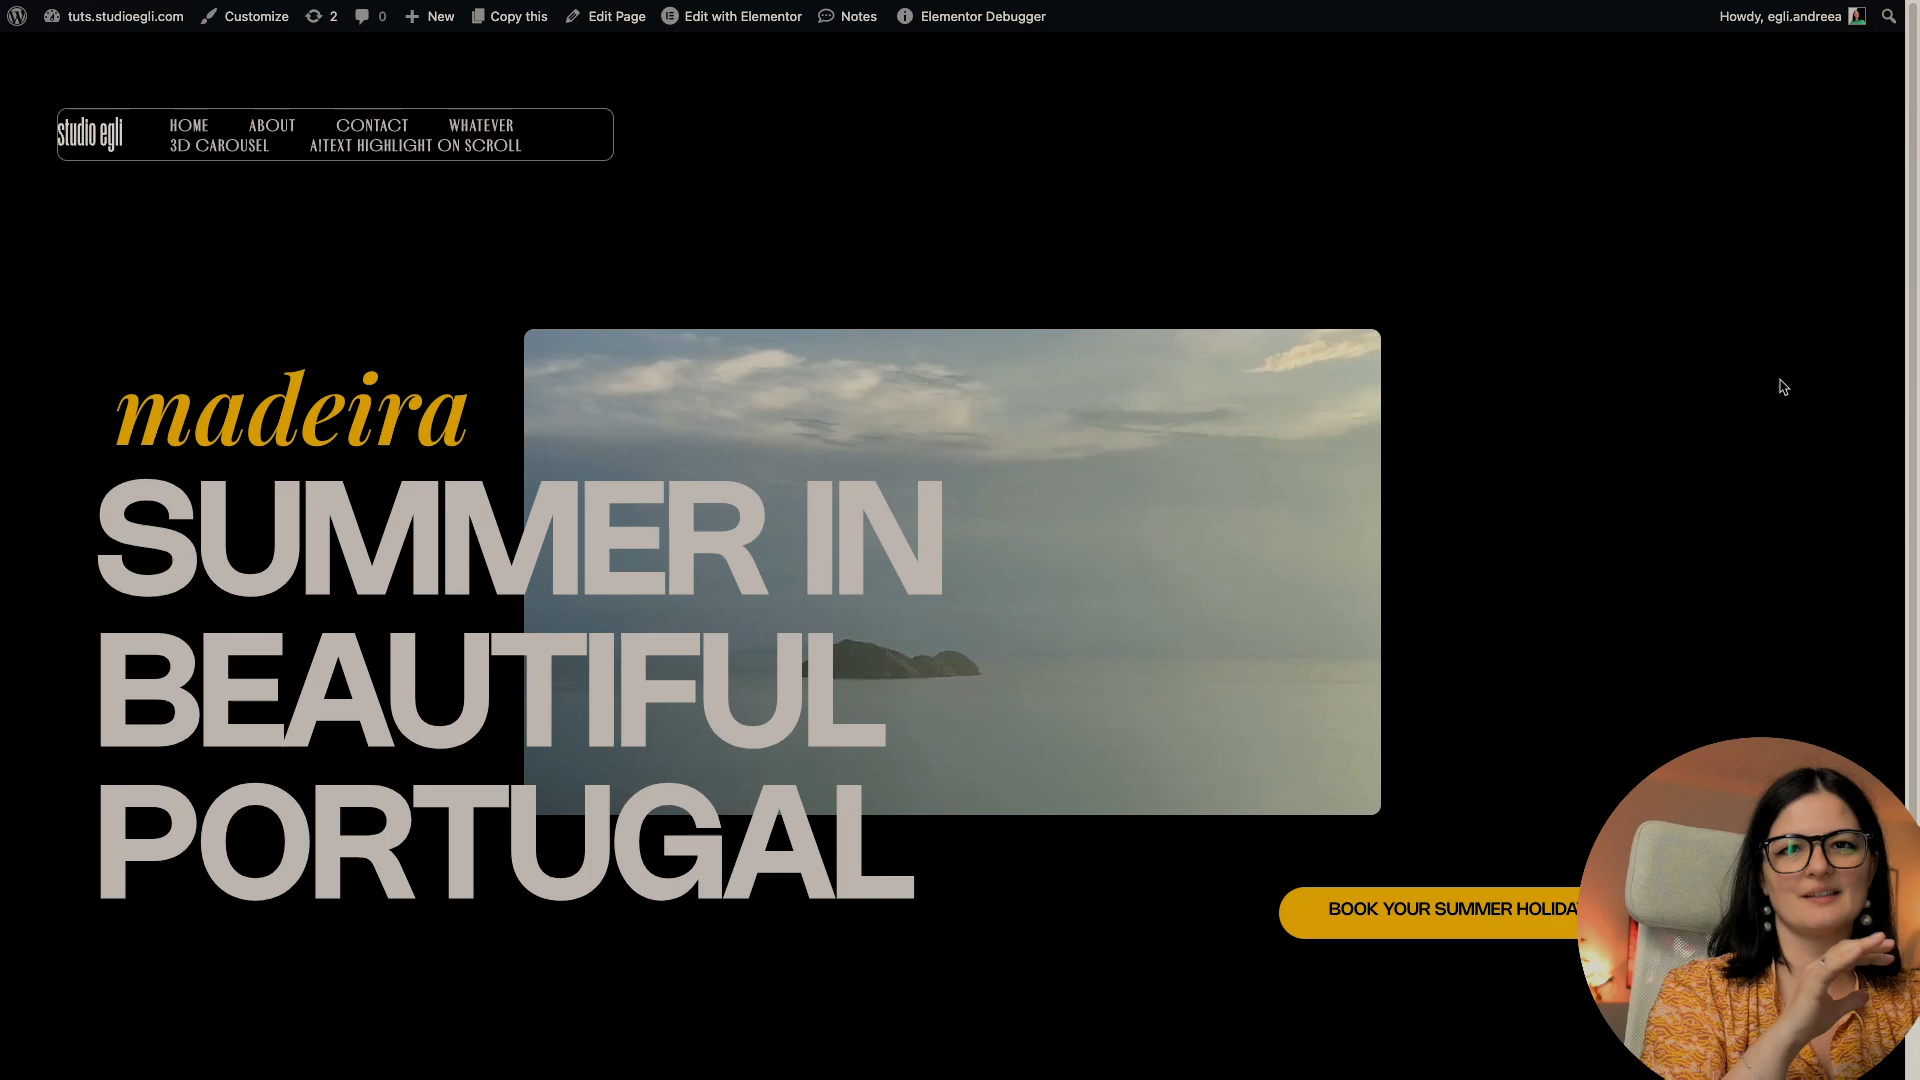 tuts.studioegli.com Customize 2 0 New Copy this Edit Page Edit with Elementor Notes Elementor Debugger Howdy, egli.andreea
studio egli
HOME ABOUT CONTACT WHATEVER
3D CAROUSEL A!TEXT HIGHLIGHT ON SCROLL
madeira
SUMMER IN
BEAUTIFUL
PORTUGAL
BOOK YOUR SUMMER